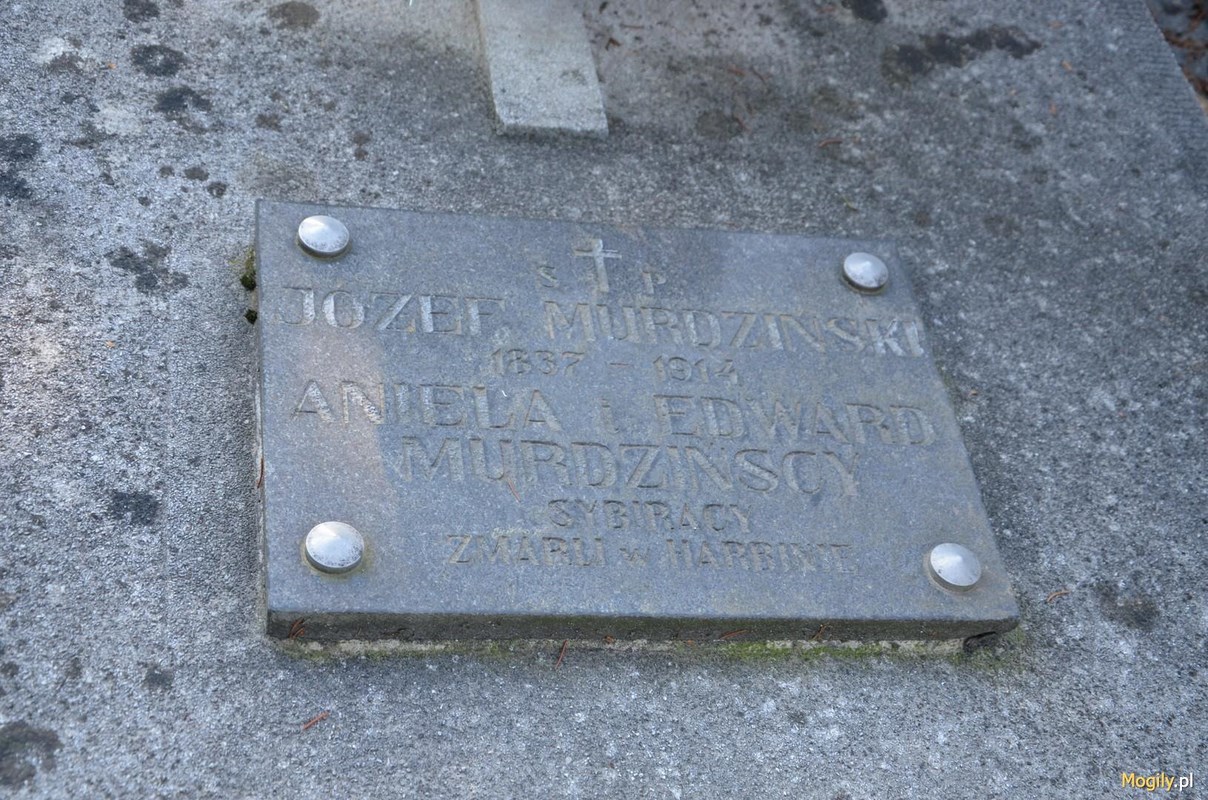 Ś P
JÓZEF MURDZIŃSKI
1837 - 1914
ANIELA i EDWARD
MURDZIŃSCY
SYBIRACY
ZMARLI w HARBINIE
Mogily.pl